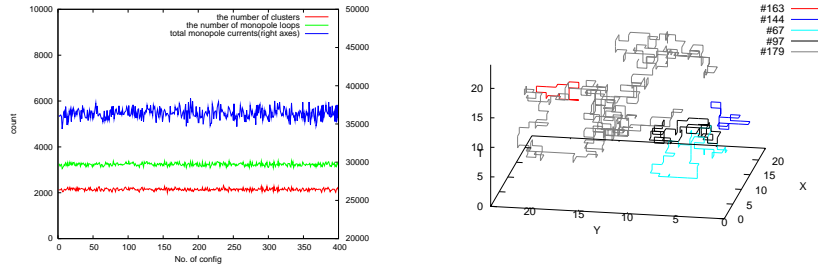 the number of clusters
the number of monopole loops
total monopole currents(right axes)
10000
8000
6000
4000
2000
0
count
50000
45000
40000
35000
30000
25000
20000
0 50 100 150 200 250 300 350 400
No. of config
#163
#144
#67
#97
#179
20
15
10
5
0
T
20 15 10 5 0
Y
0
5
10
15
20
X